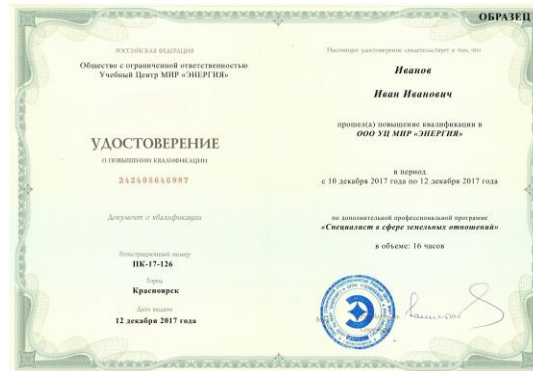 ОБРАЗЕЦ
РОССИЙСКАЯ ФЕДЕРАЦИЯ
Общество с ограниченной ответственностью
Учебный Центр МИР «ЭНЕРГИЯ»
УДОСТОВЕРЕНИЕ
О ПОВЫШЕНИИ КВАЛИФИКАЦИИ
242405645987
Документ о квалификации
Регистрационный номер
ПК-17-126
Город
Красноярск
Дата выдачи
12 декабря 2017 года
Настоящее удостоверение свидетельствует о том, что
Иванов
Иван Иванович
прошел(а) повышение квалификации в
ООО УЦ МИР «ЭНЕРГИЯ»
в период
с 10 декабря 2017 года по 12 декабря 2017 года
по дополнительной профессиональной программе
«Специалист в сфере земельных отношений»
в объеме: 16 часов